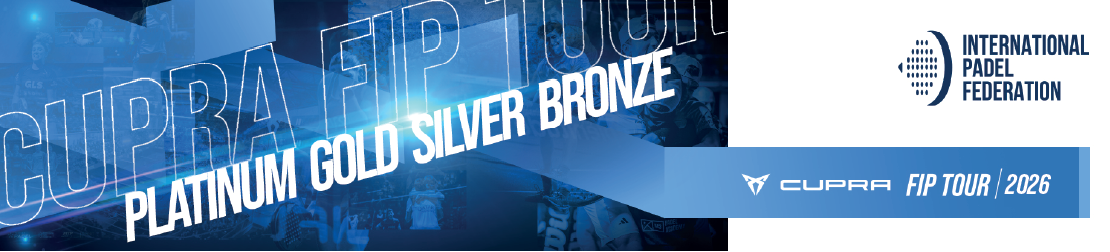 CUPRA FIP TOUR
PLATINUM GOLD SILVER BRONZE
INTERNATIONAL
PADEL
FEDERATION
CUPRA FIP TOUR | 2026